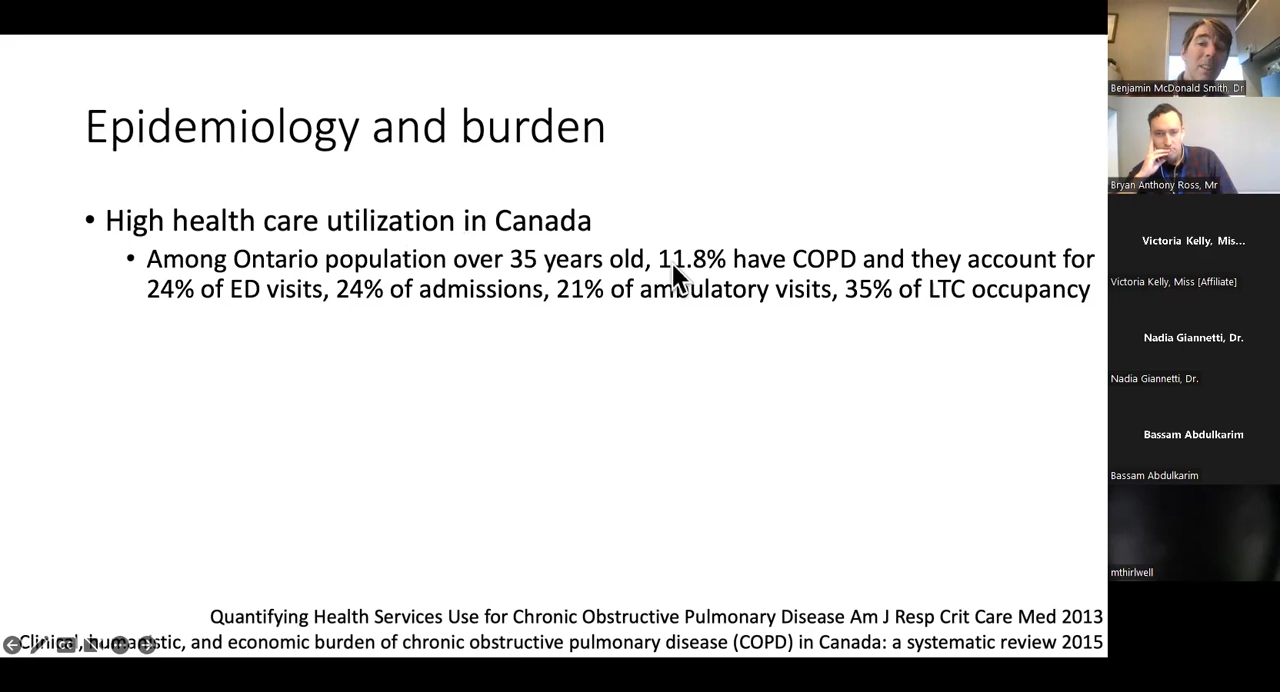 Epidemiology and burden
• High health care utilization in Canada
• Among Ontario population over 35 years old, 11.8% have COPD and they account for
24% of ED visits, 24% of admissions, 21% of ambulatory visits, 35% of LTC occupancy
Quantifying Health Services Use for Chronic Obstructive Pulmonary Disease Am J Resp Crit Care Med 2013
Clinical, humanistic, and economic burden of chronic obstructive pulmonary disease (COPD) in Canada: a systematic review 2015
Benjamin McDonald Smith, Dr
Bryan Anthony Ross, Mr
Victoria Kelly, Mis...
Victoria Kelly, Miss [Affiliate]
Nadia Giannetti, Dr.
Nadia Giannetti, Dr.
Bassam Abdulkarim
Bassam Abdulkarim
mthirlwell